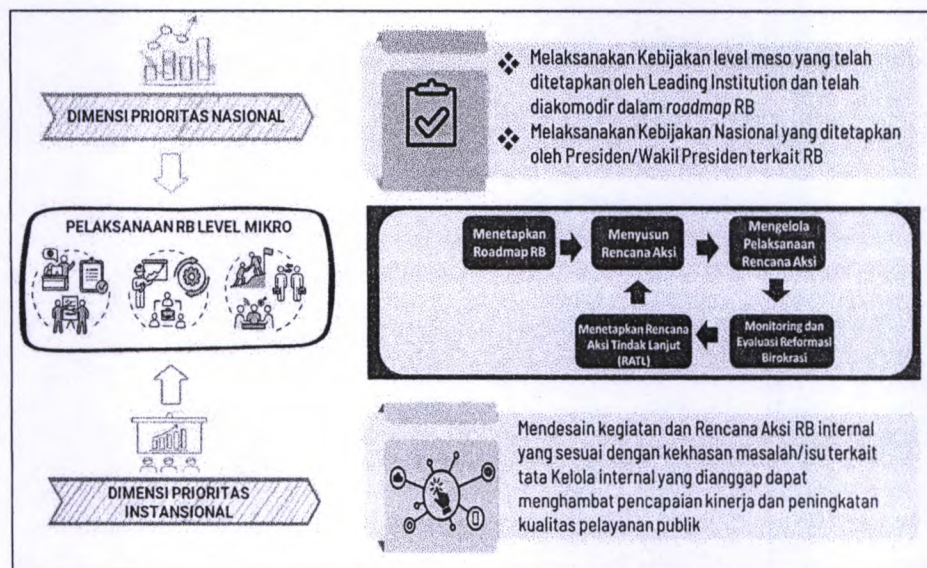 DIMENSI PRIORITAS NASIONAL
❖ Melaksanakan Kebijakan level meso yang telah
ditetapkan oleh Leading Institution dan telah
diakomodir dalam roadmap RB
❖ Melaksanakan Kebijakan Nasional yang ditetapkan
oleh Presiden/Wakil Presiden terkait RB
PELAKSANAAN RB LEVEL MIKRO
Menetapkan
Roadmap RB
Menyusun
Rencana Aksi
Mengelola
Pelaksanaan
Rencana Aksi
Monitoring dan
Evaluasi Reformasi
Birokrasi
Menetapkan Rencana
Aksi Tindak Lanjut
(RATL)
DIMENSI PRIORITAS
INSTANSIONAL
Mendesain kegiatan dan Rencana Aksi RB internal
yang sesuai dengan kekhasan masalah/isu terkait
tata Kelola internal yang dianggap dapat
menghambat pencapaian kinerja dan peningkatan
kualitas pelayanan publik